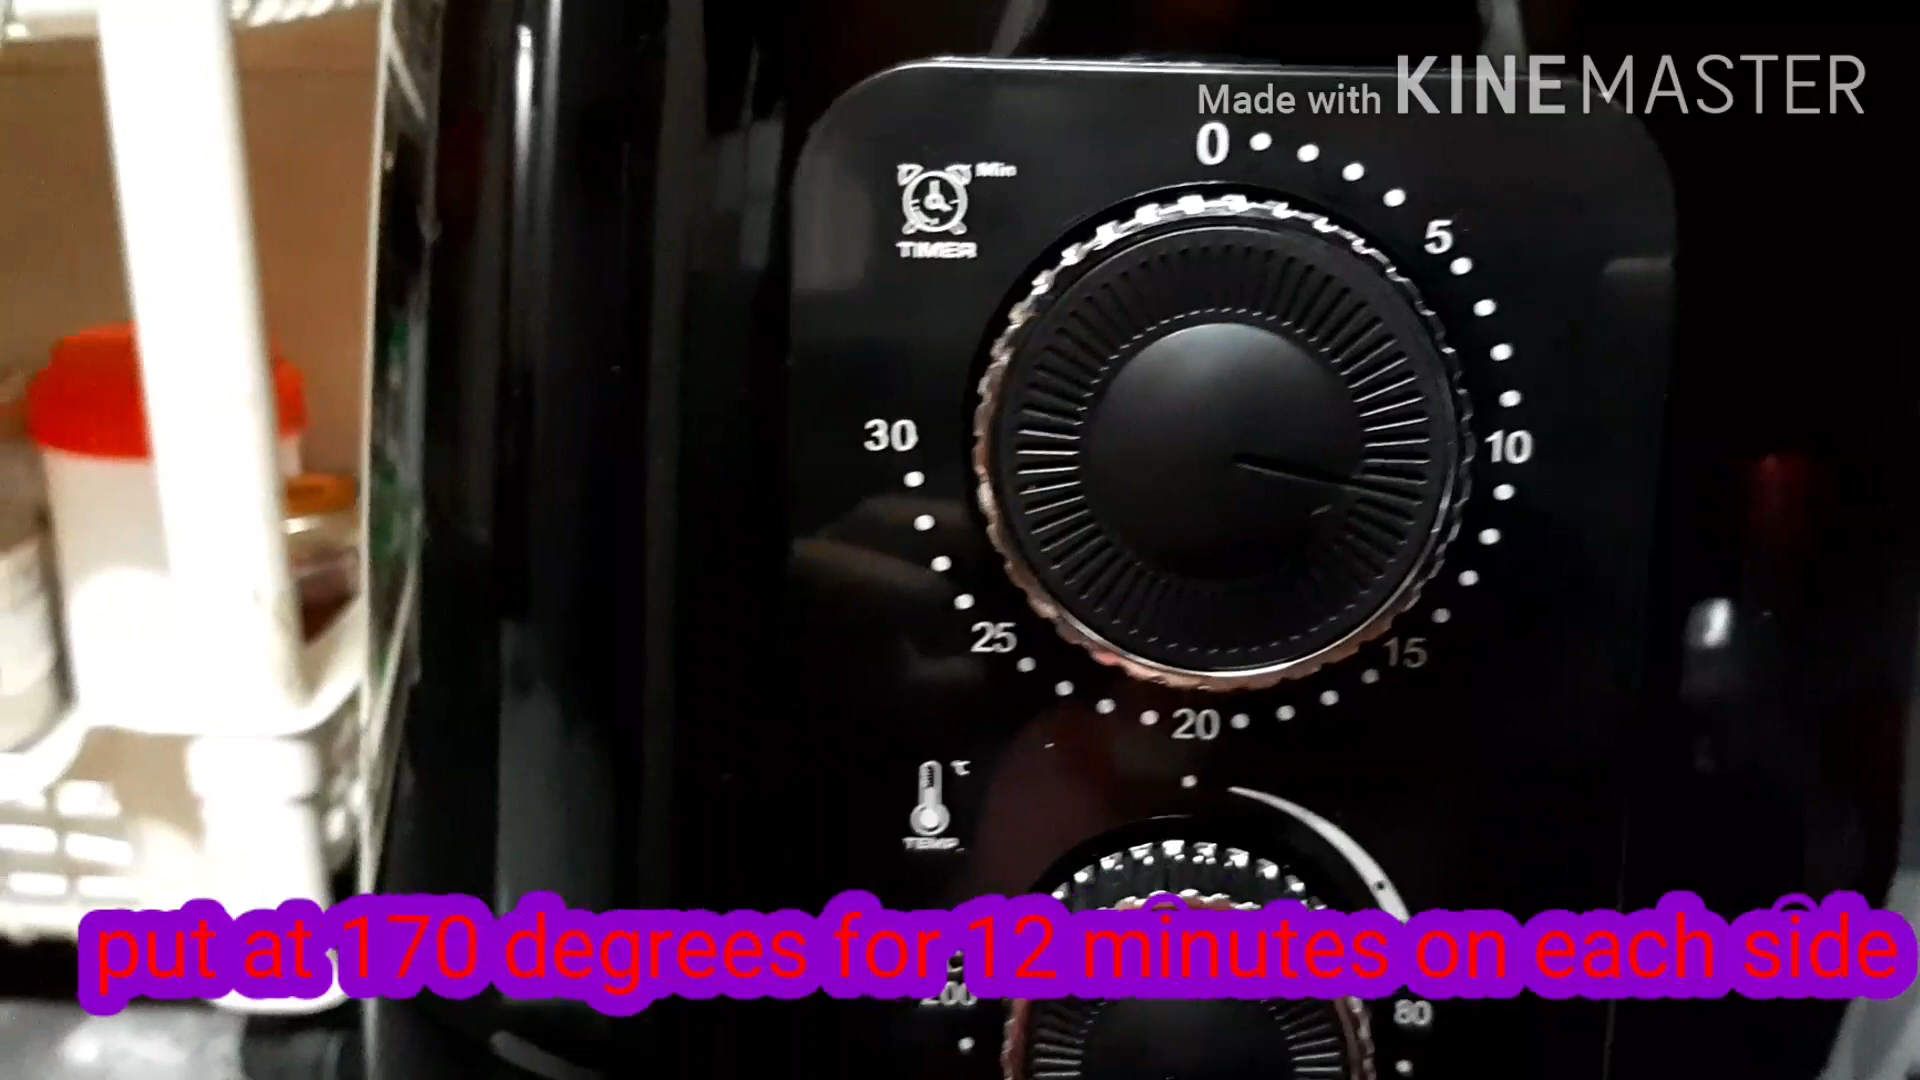 Made with KINEMASTER
Min
TIMER
0
5
10
15
20
25
30
°C
TEMP.
put at 170 degrees for 12 minutes on each side
200
80